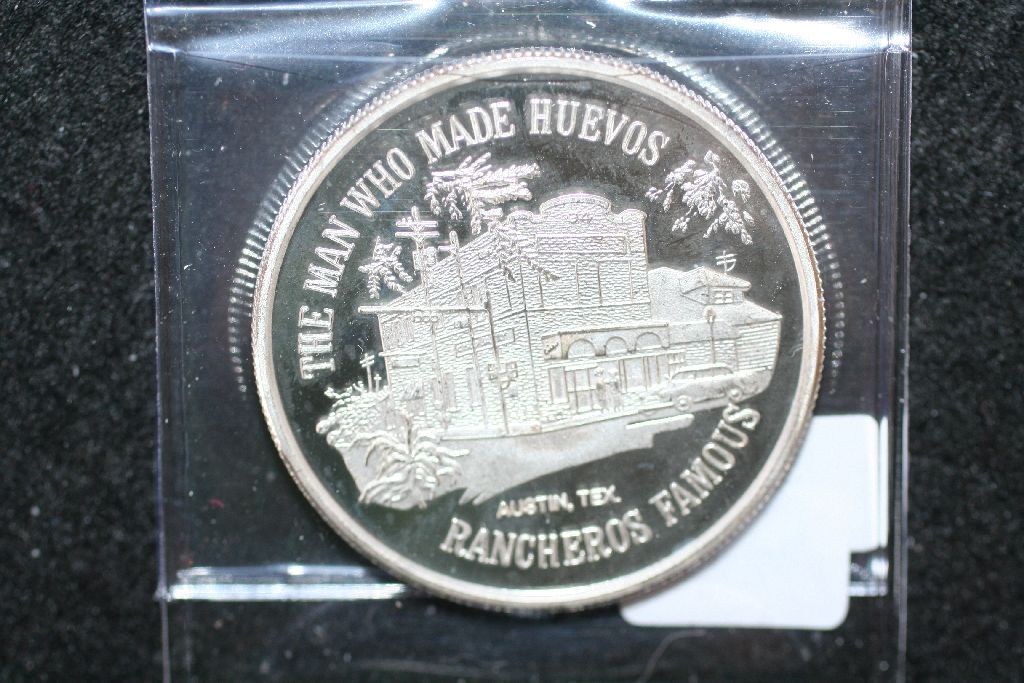 THE MAN WHO MADE HUEVOS
AUSTIN, TEX.
RANCHEROS FAMOUS